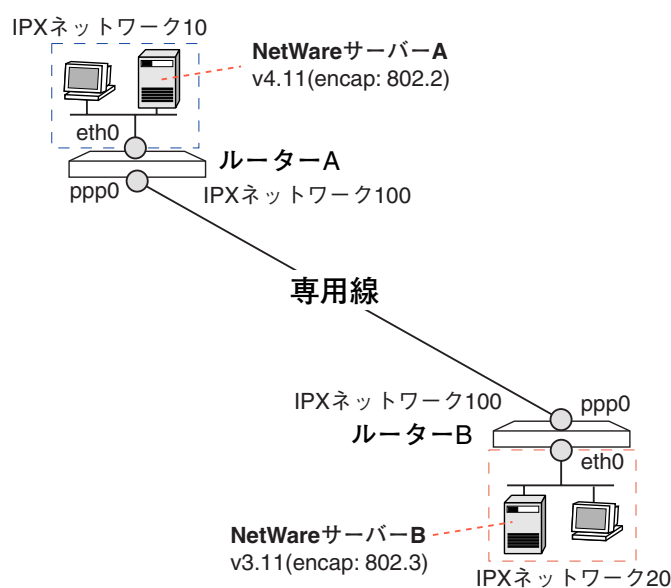 IPXネットワーク10
NetWareサーバーA
v4.11(encap: 802.2)
eth0
ルーターA
ppp0
IPXネットワーク100
専用線
IPXネットワーク100
ppp0
ルーターB
eth0
NetWareサーバーB
v3.11(encap: 802.3)
IPXネットワーク20